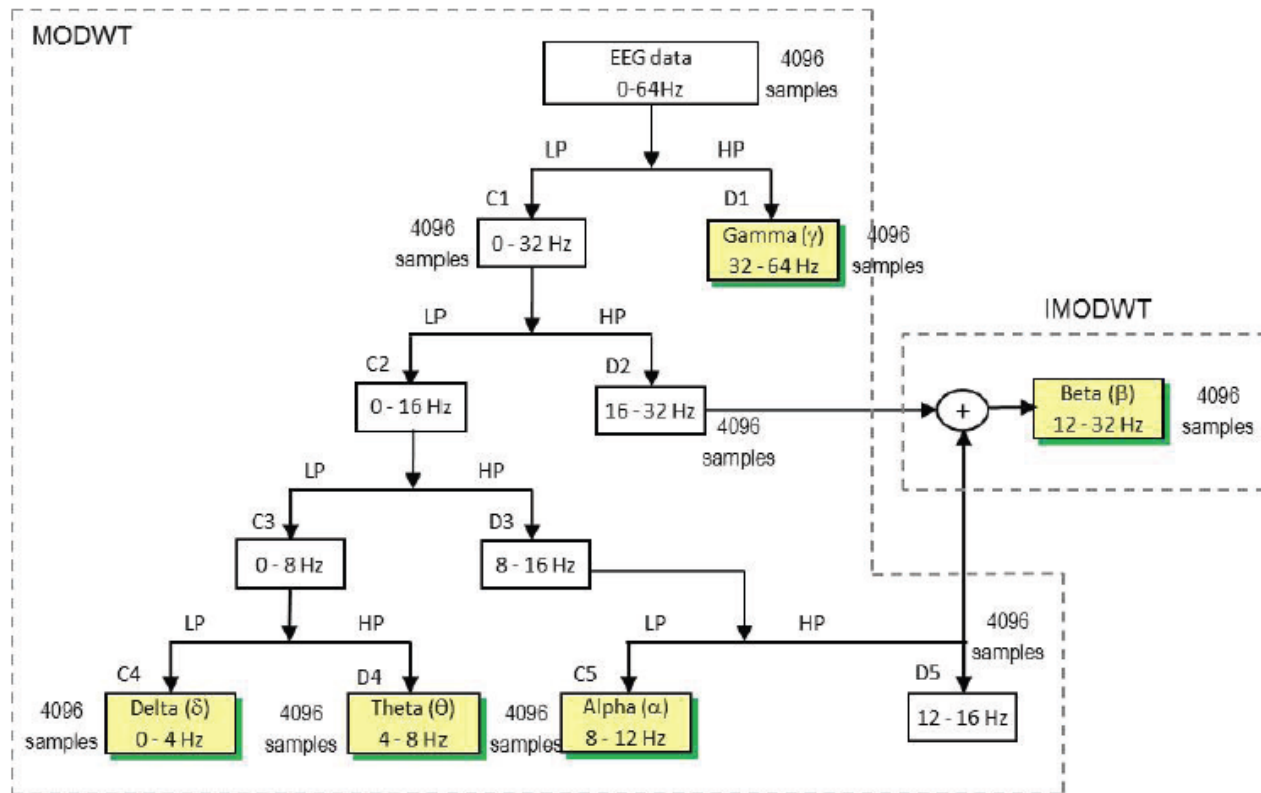 MODWT
EEG data
0-64Hz
4096
samples
LP
HP
C1
D1
4096
samples
0 - 32 Hz
Gamma (γ)
32 - 64 Hz
4096
samples
LP
HP
IMODWT
C2
D2
0 - 16 Hz
16 - 32 Hz
4096
samples
+
Beta (β)
12 - 32 Hz
4096
samples
LP
HP
C3
D3
0 - 8 Hz
8 - 16 Hz
LP
HP
LP
HP
4096
samples
C4
D4
C5
D5
4096
samples
Delta (δ)
0 - 4 Hz
4096
samples
Theta (θ)
4 - 8 Hz
4096
samples
Alpha (α)
8 - 12 Hz
12 - 16 Hz